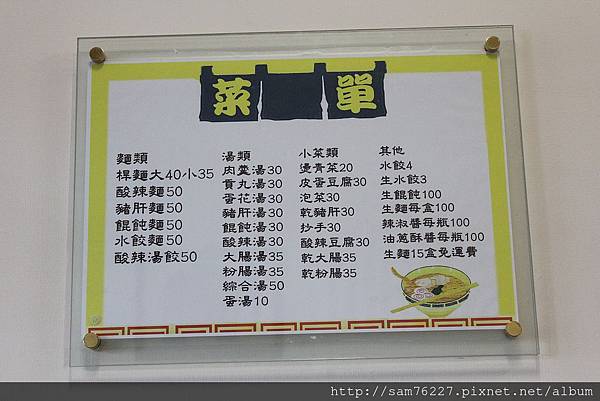 菜單
麵類
桿麵大40小35
酸辣麵50
豬肝麵50
餛飩麵50
水餃麵50
酸辣湯餃50
湯類
肉羹湯30
貢丸湯30
蛋花湯30
豬肝湯30
餛飩湯30
酸辣湯30
大腸湯35
粉腸湯35
綜合湯50
蛋湯10
小菜類
燙青菜20
皮蛋豆腐30
泡菜30
乾豬肝30
抄手30
酸辣豆腐30
乾大腸35
乾粉腸35
其他
水餃4
生水餃3
生餛飩100
生麵每盒100
辣椒醬每瓶100
油蔥酥醬每瓶100
生麵15盒免運費
http://sam76227.pixnet.net/album